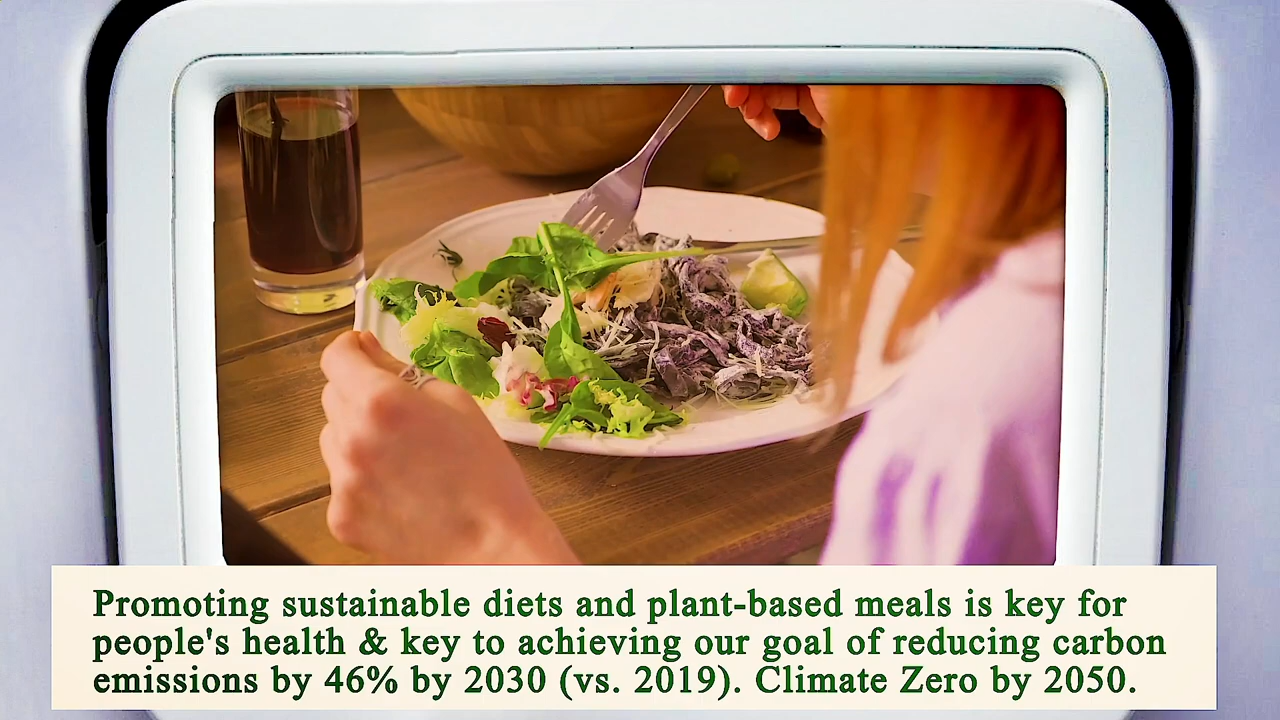 Promoting sustainable diets and plant-based meals is key for
people's health & key to achieving our goal of reducing carbon
emissions by 46% by 2030 (vs. 2019). Climate Zero by 2050.